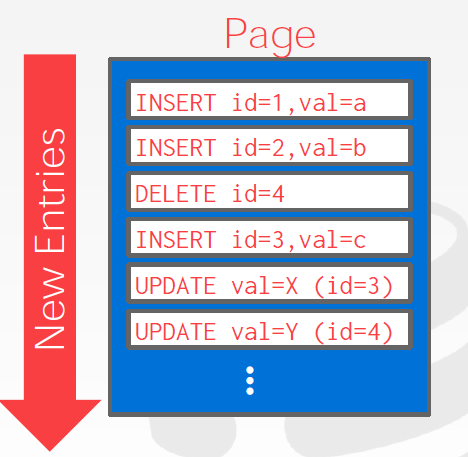 Page
New Entries
INSERT id=1,val=a
INSERT id=2,val=b
DELETE id=4
INSERT id=3,val=c
UPDATE val=X (id=3)
UPDATE val=Y (id=4)
⋮